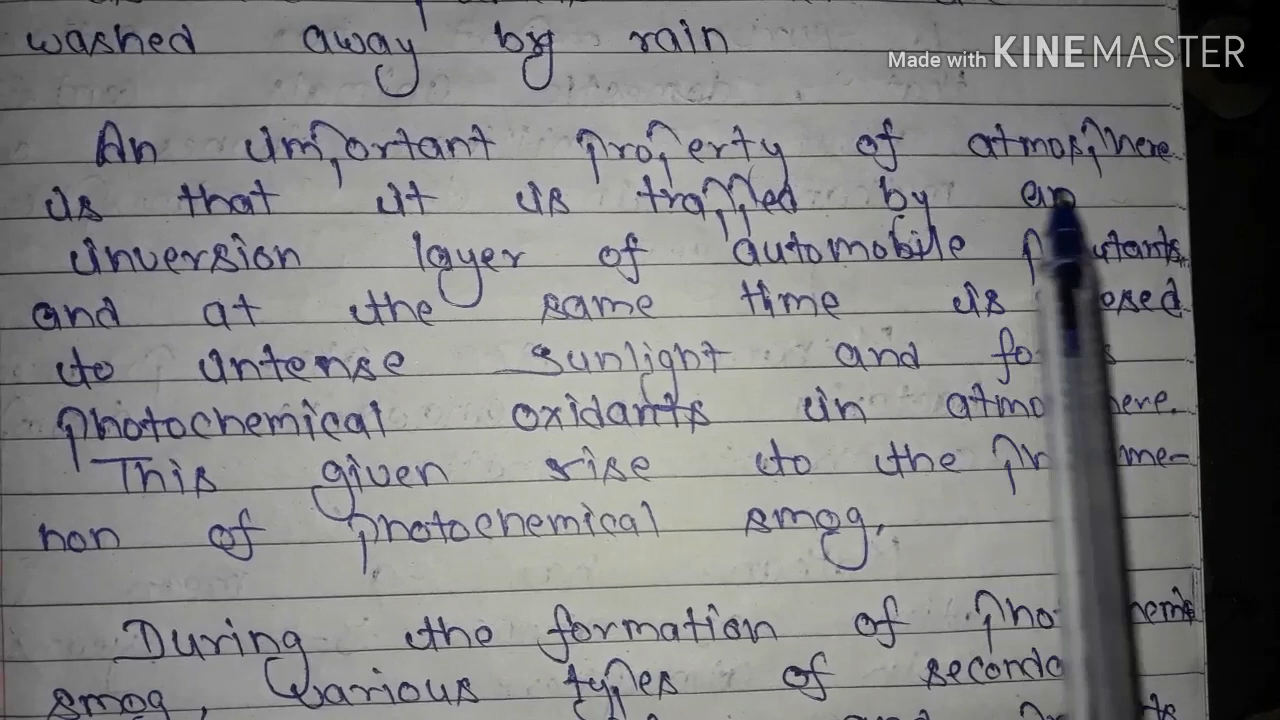 washed away by rain
Made with KINEMASTER
An important property of atmosphere
is that it is trapped by an
inversion layer of automobile
and at the same time is
to intense sunlight and
photochemical oxidants in
This given rise to the
non of photochemical smog.
During the formation of
smog, various types of
and